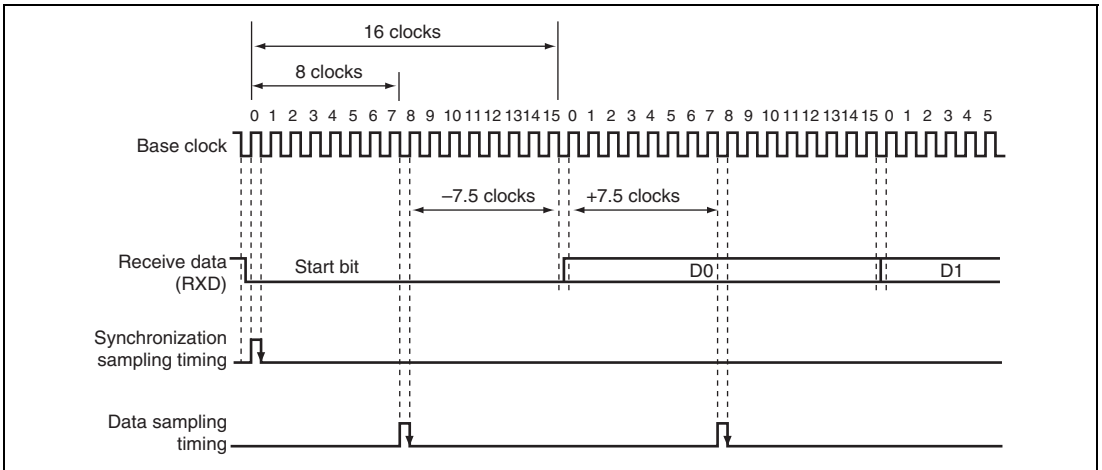 16 clocks
8 clocks
0 1 2 3 4 5 6 7 8 9 10 11 12 13 14 15 0 1 2 3 4 5 6 7 8 9 10 11 12 13 14 15 0 1 2 3 4 5
Base clock
–7.5 clocks +7.5 clocks
Receive data
(RXD)
Start bit D0 D1
Synchronization
sampling timing
Data sampling
timing